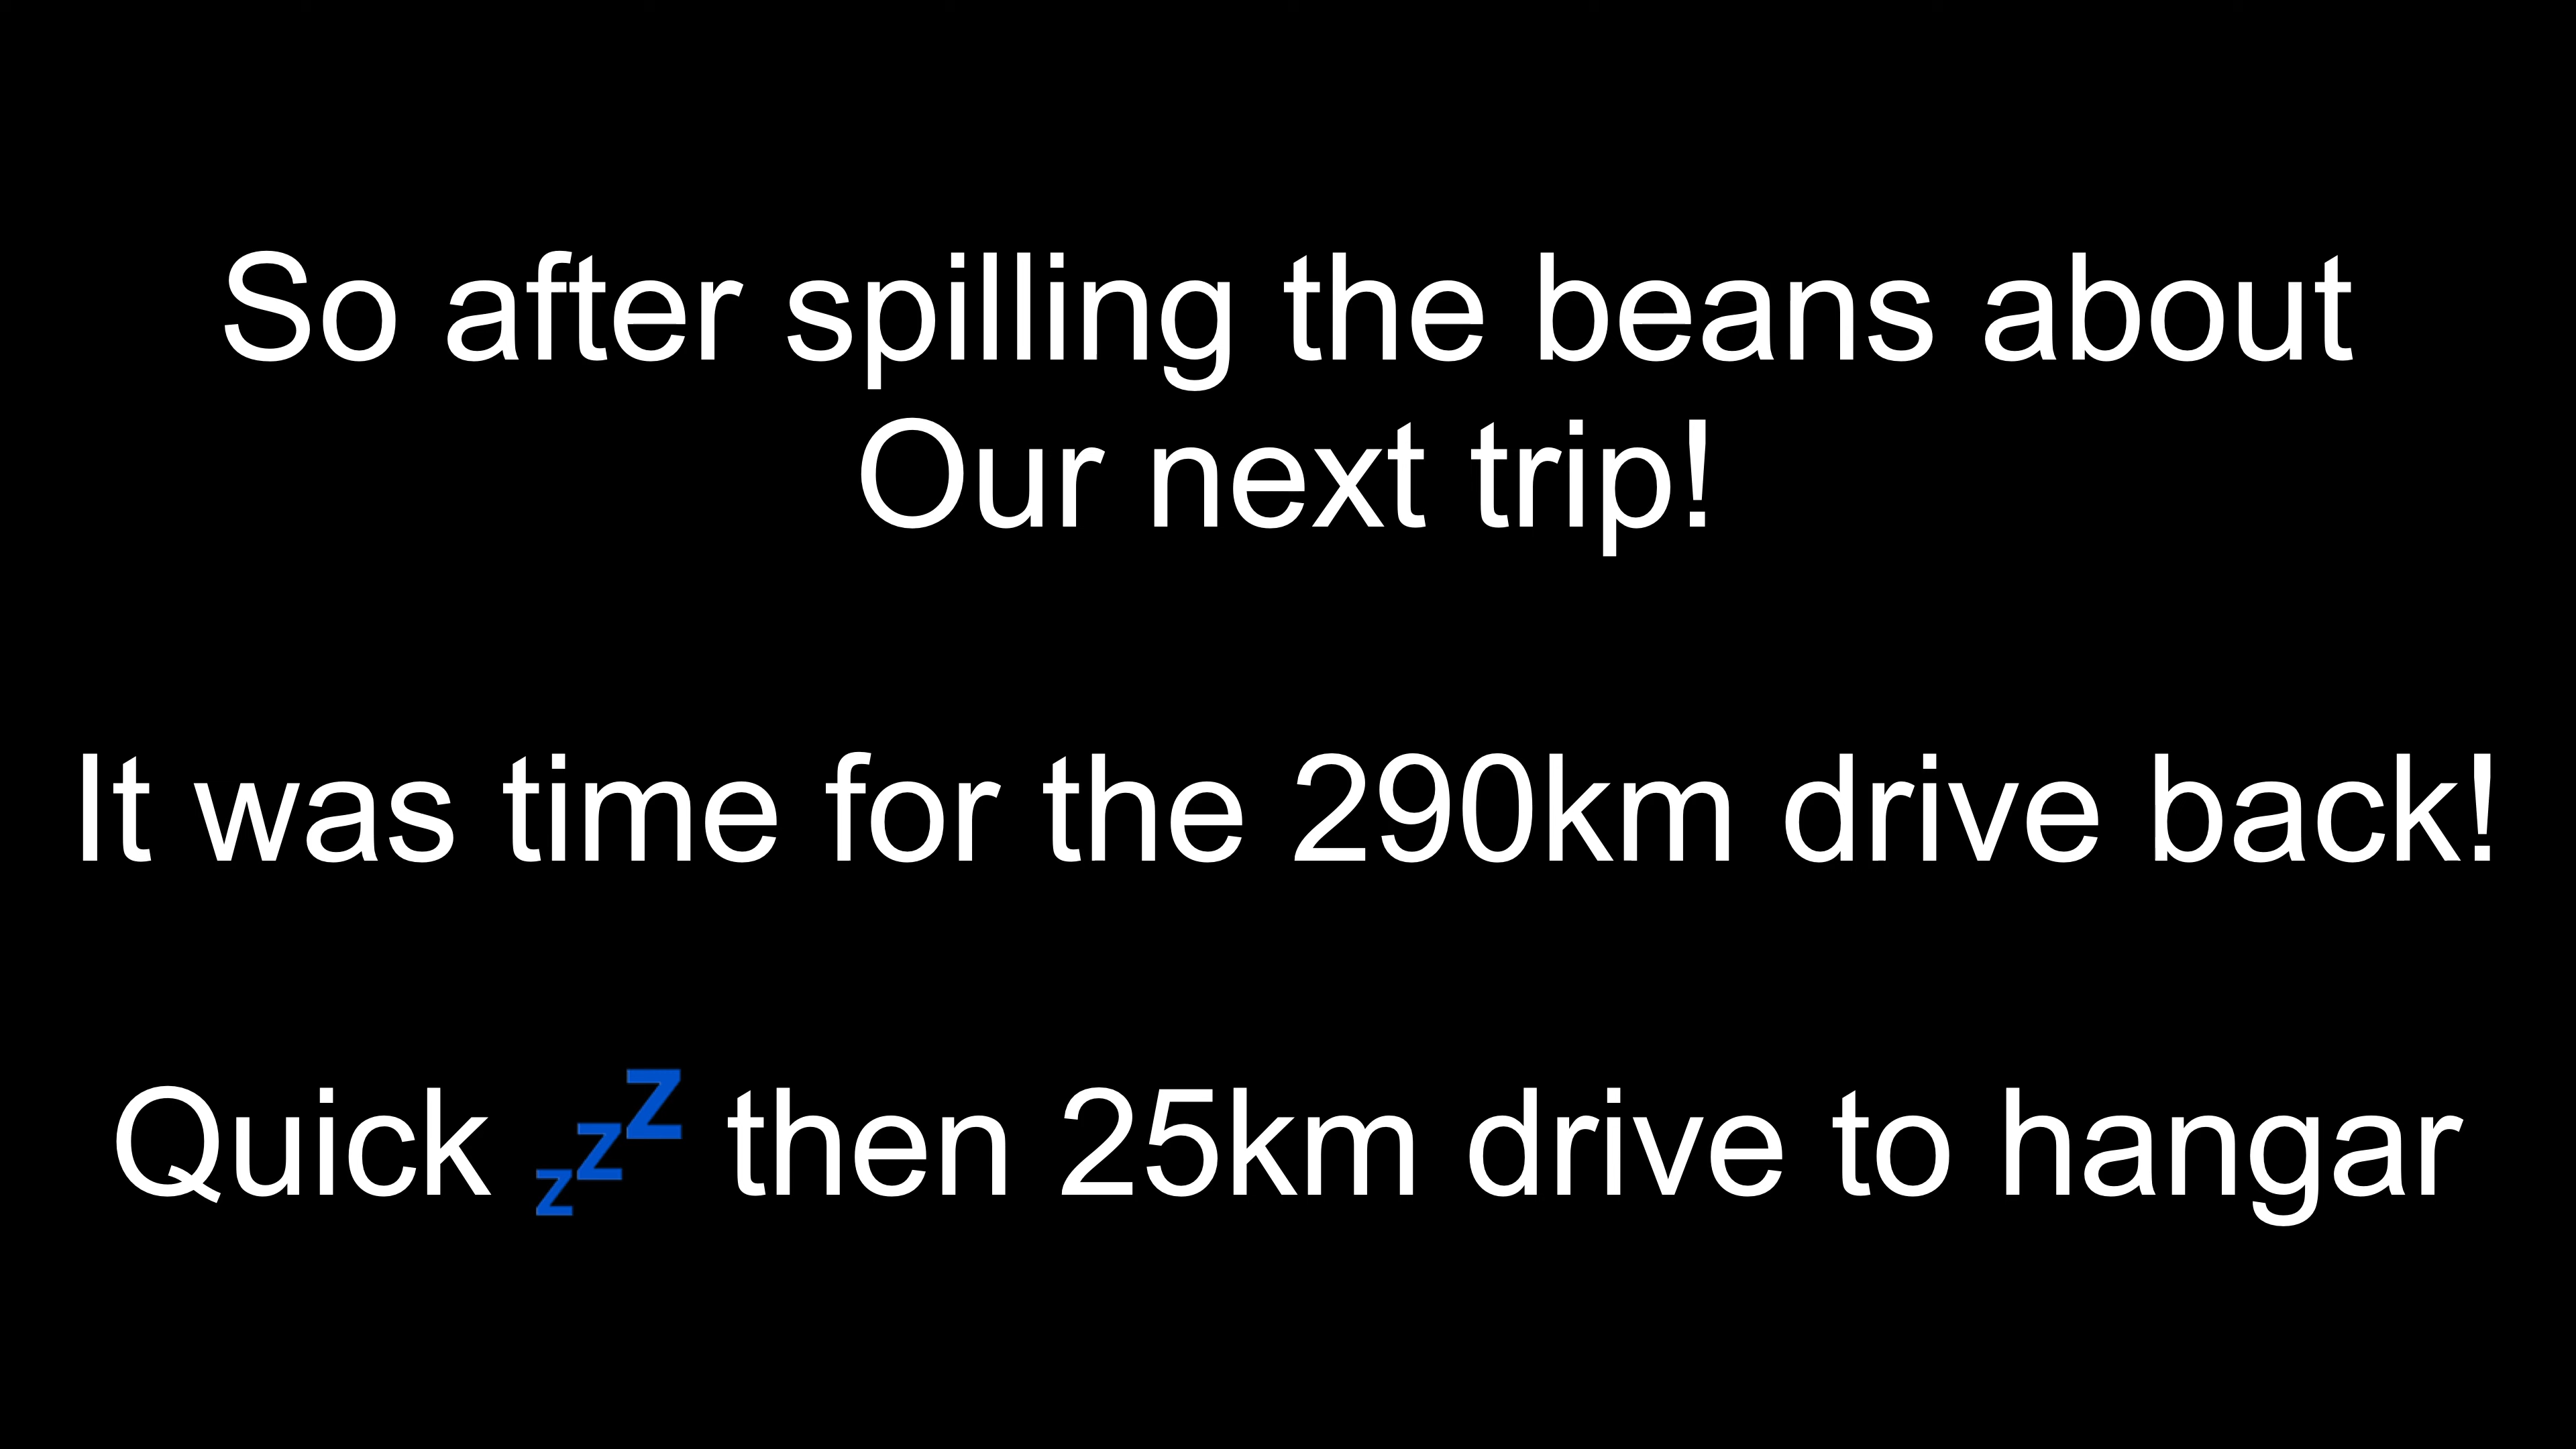 So after spilling the beans about
Our next trip!
It was time for the 290km drive back!
Quick 💤 then 25km drive to hangar